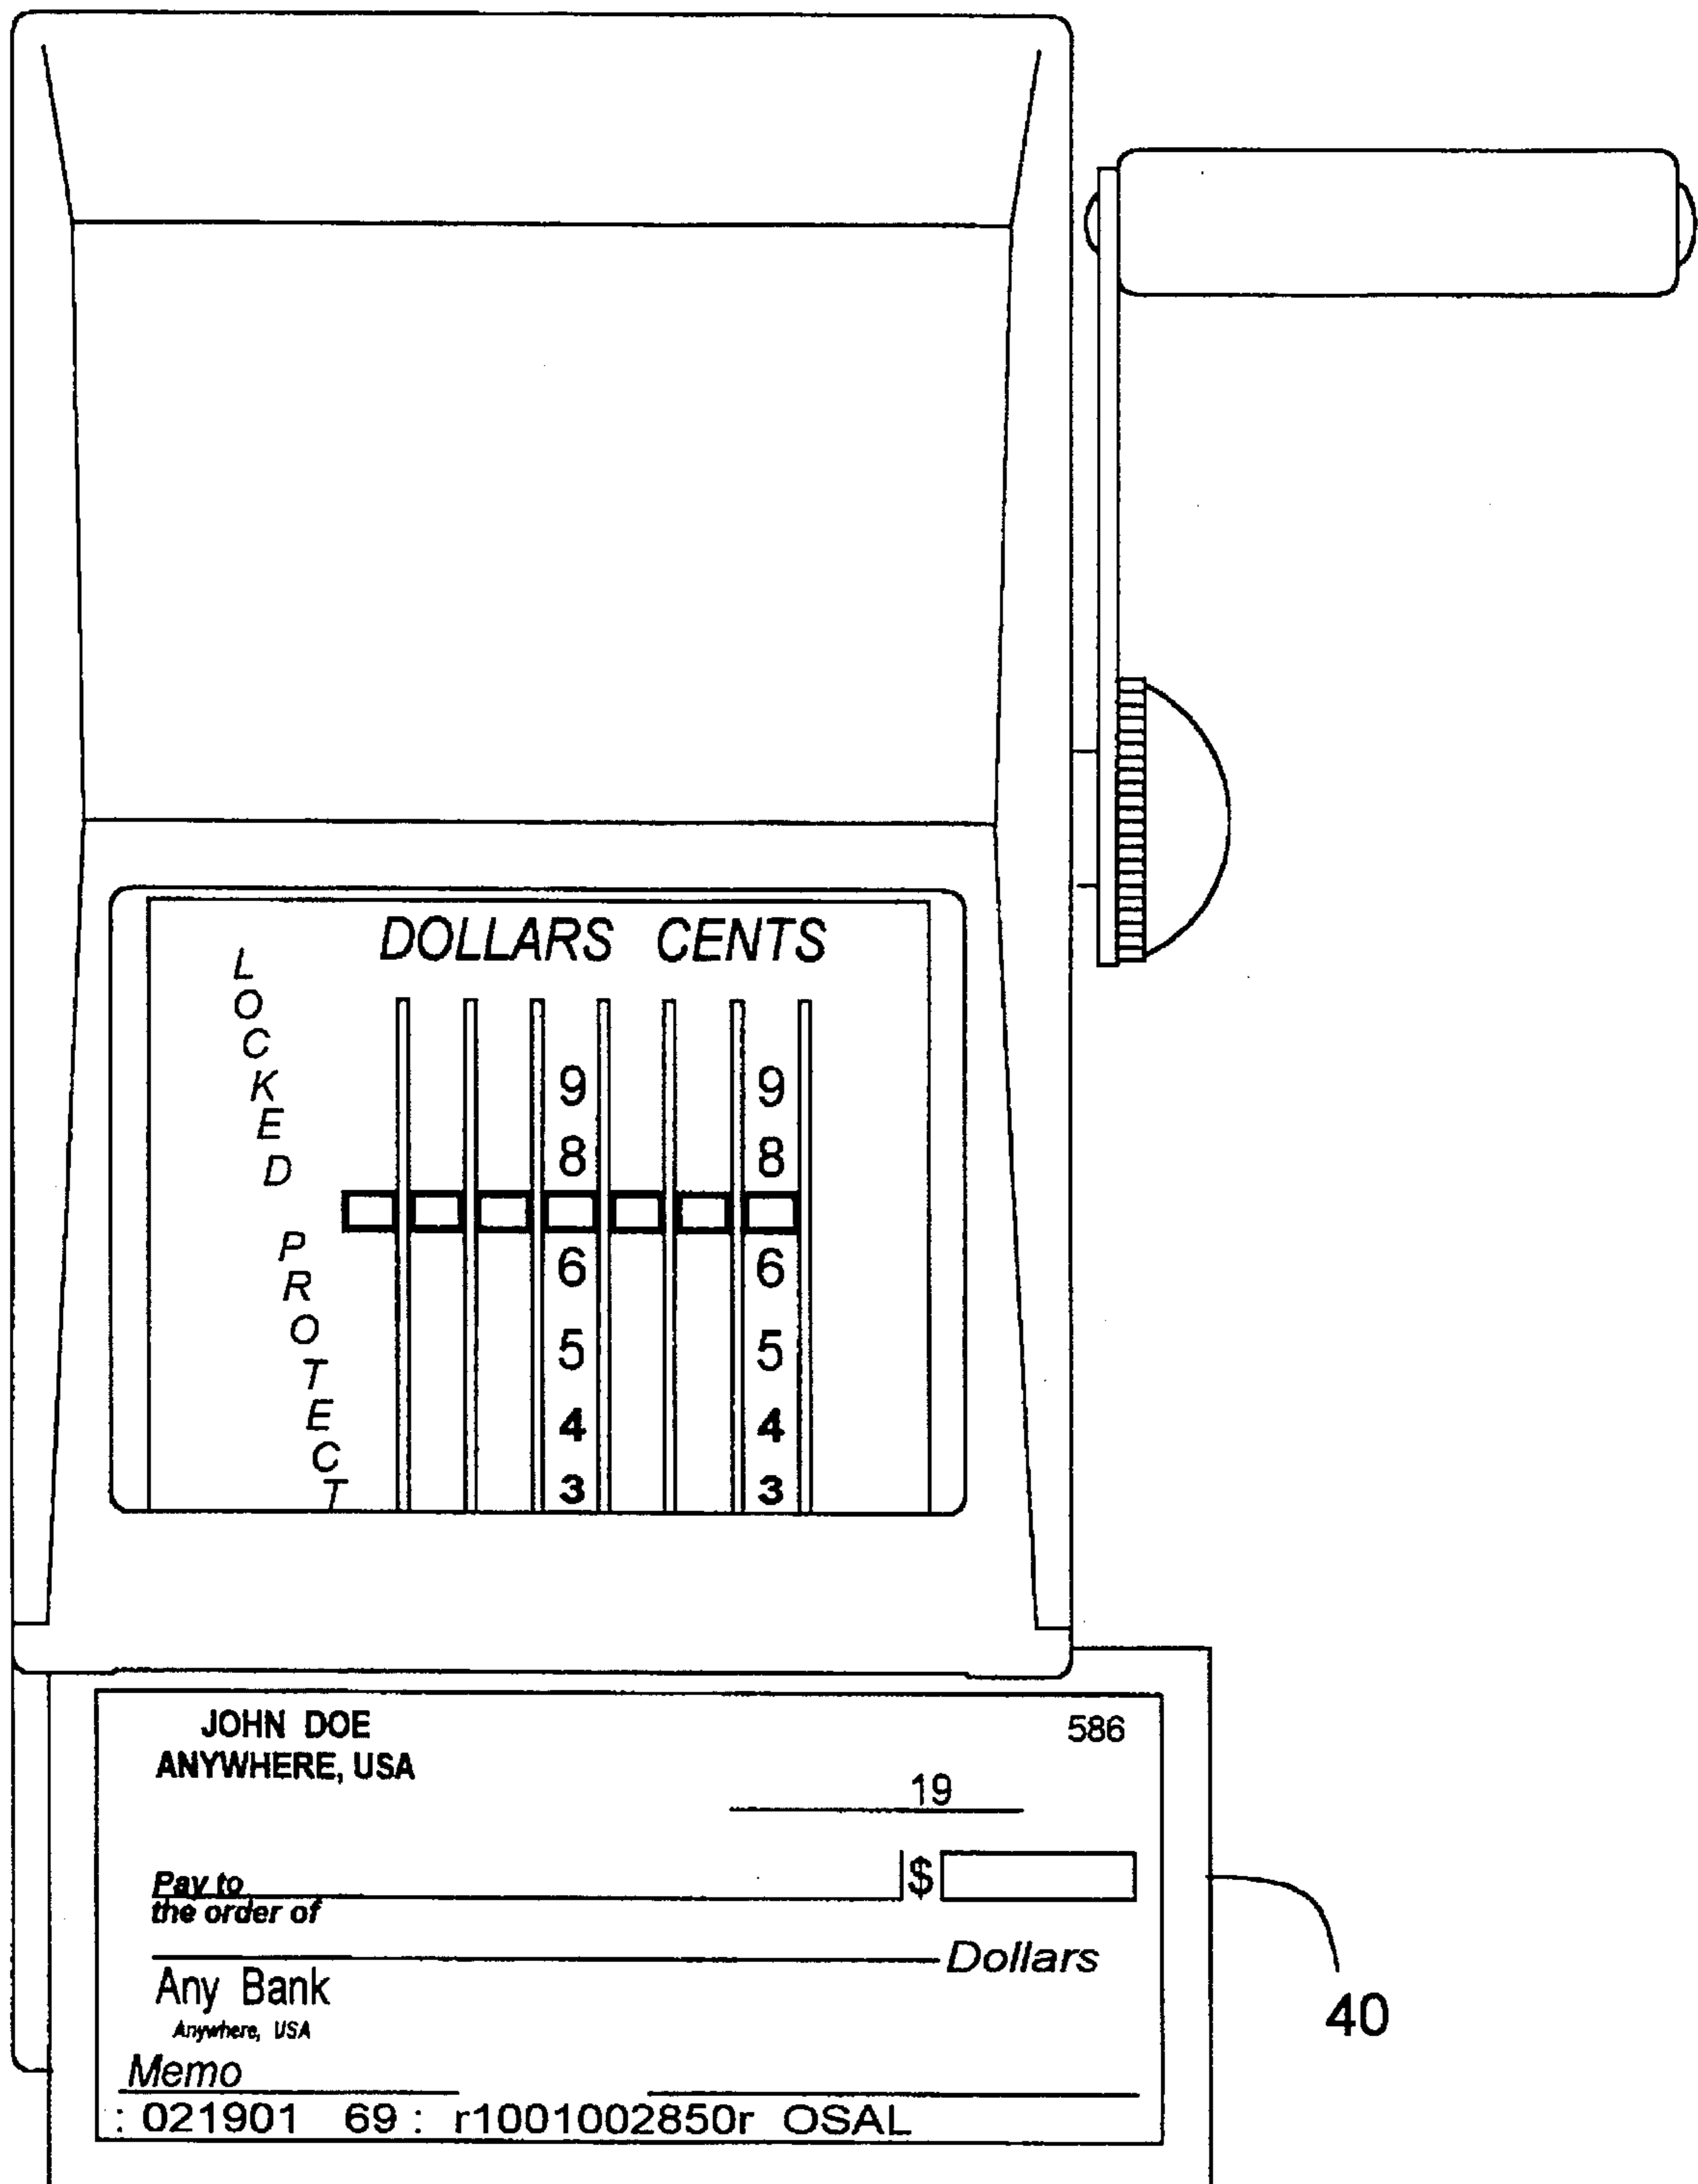 DOLLARS CENTS
LOCKED PROTECT
9 9
8 8
6 6
5 5
4 4
3 3
JOHN DOE 586
ANYWHERE, USA
19
Pay to $
the order of
Dollars
Any Bank
Anywhere, USA
40
Memo
: 021901 69 : r1001002850r OSAL